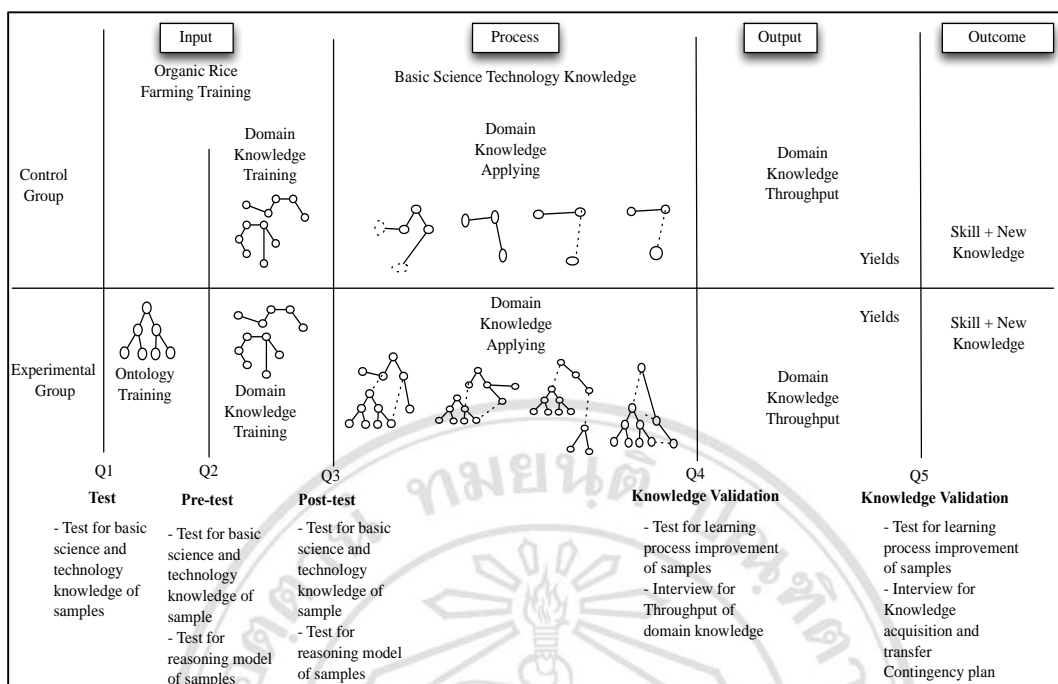 Input
Process
Output
Outcome
Organic Rice
Farming Training
Basic Science Technology Knowledge
Control
Group
Domain
Knowledge
Training
Domain
Knowledge
Applying
Domain
Knowledge
Throughput
Yields
Skill + New
Knowledge
Experimental
Group
Ontology
Training
Domain
Knowledge
Training
Domain
Knowledge
Applying
Domain
Knowledge
Throughput
Yields
Skill + New
Knowledge
Q1
Test
- Test for basic
science and
technology
knowledge of
samples
Q2
Pre-test
- Test for basic
science and
technology
knowledge of
sample
- Test for
reasoning model
of samples
Q3
Post-test
- Test for basic
science and
technology
knowledge of
sample
- Test for
reasoning model of
samples
Q4
Knowledge Validation
- Test for learning
process improvement
of samples
- Interview for
Throughput of
domain knowledge
Q5
Knowledge Validation
- Test for learning
process improvement
of samples
- Interview for
Knowledge
acquisition and
transfer
Contingency plan